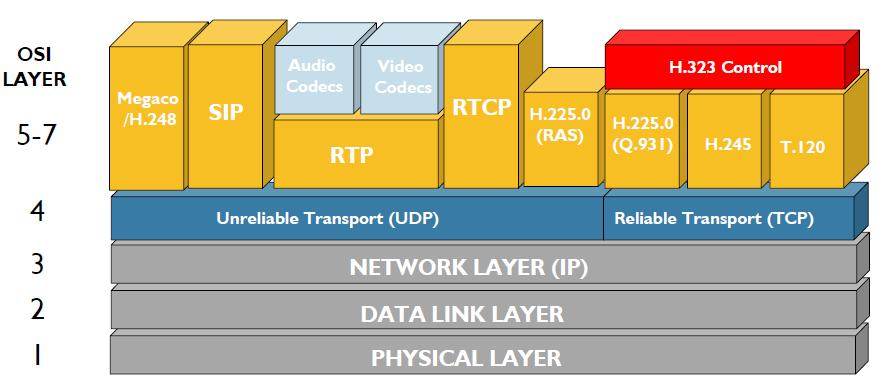 OSI
LAYER
5-7
4
3
2
1
Megaco
/H.248
SIP
Audio
Codecs
Video
Codecs
RTP
RTCP
H.225.0
(RAS)
H.323 Control
H.225.0
(Q.931)
H.245
T.120
Unreliable Transport (UDP)
Reliable Transport (TCP)
NETWORK LAYER (IP)
DATA LINK LAYER
PHYSICAL LAYER